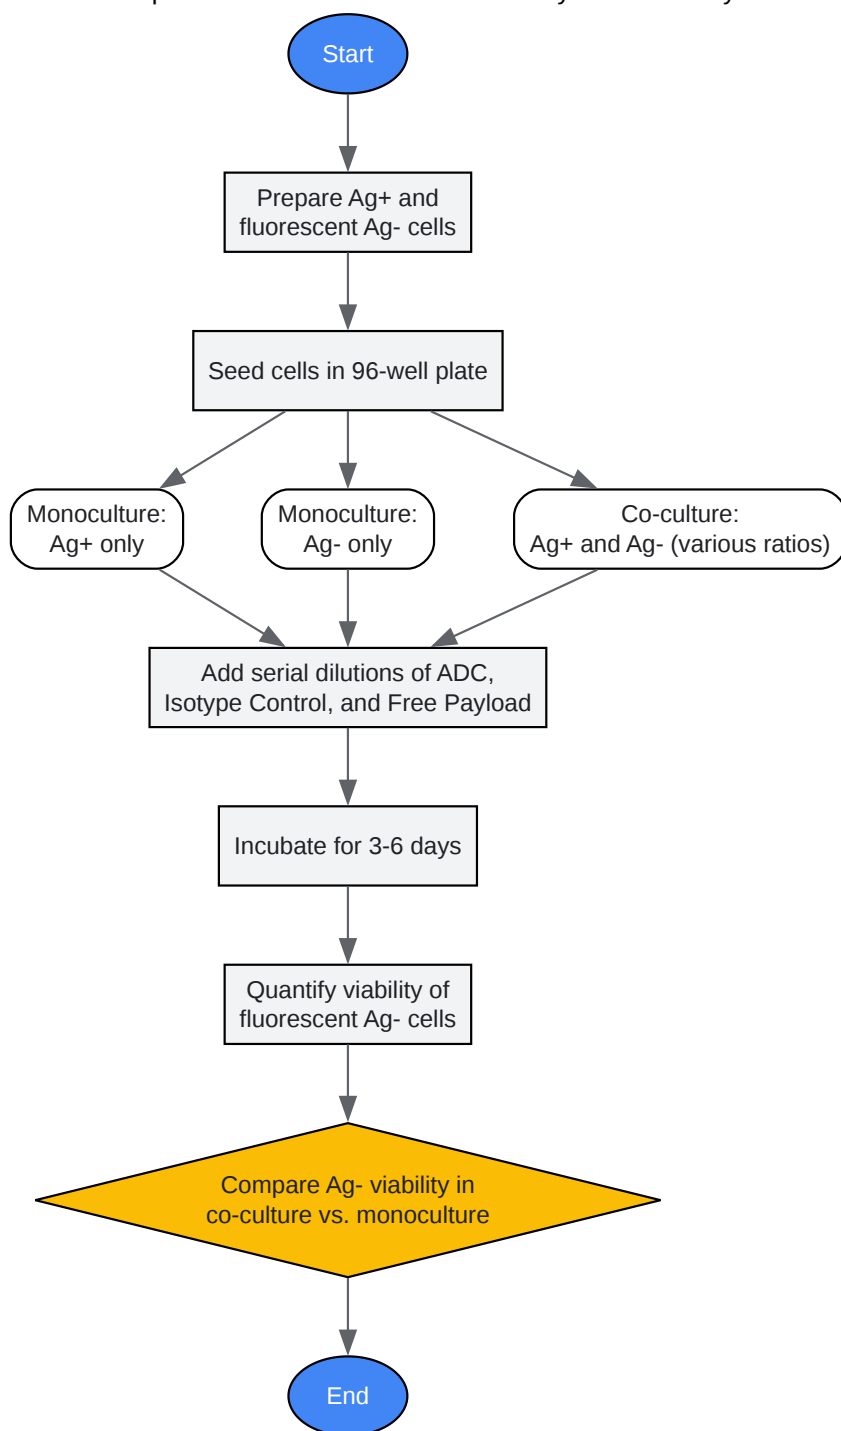 Start
Prepare Ag+ and
fluorescent Ag- cells
Seed cells in 96-well plate
Monoculture:
Ag+ only
Monoculture:
Ag- only
Co-culture:
Ag+ and Ag- (various ratios)
Add serial dilutions of ADC,
Isotype Control, and Free Payload
Incubate for 3-6 days
Quantify viability of
fluorescent Ag- cells
Compare Ag- viability in
co-culture vs. monoculture
End